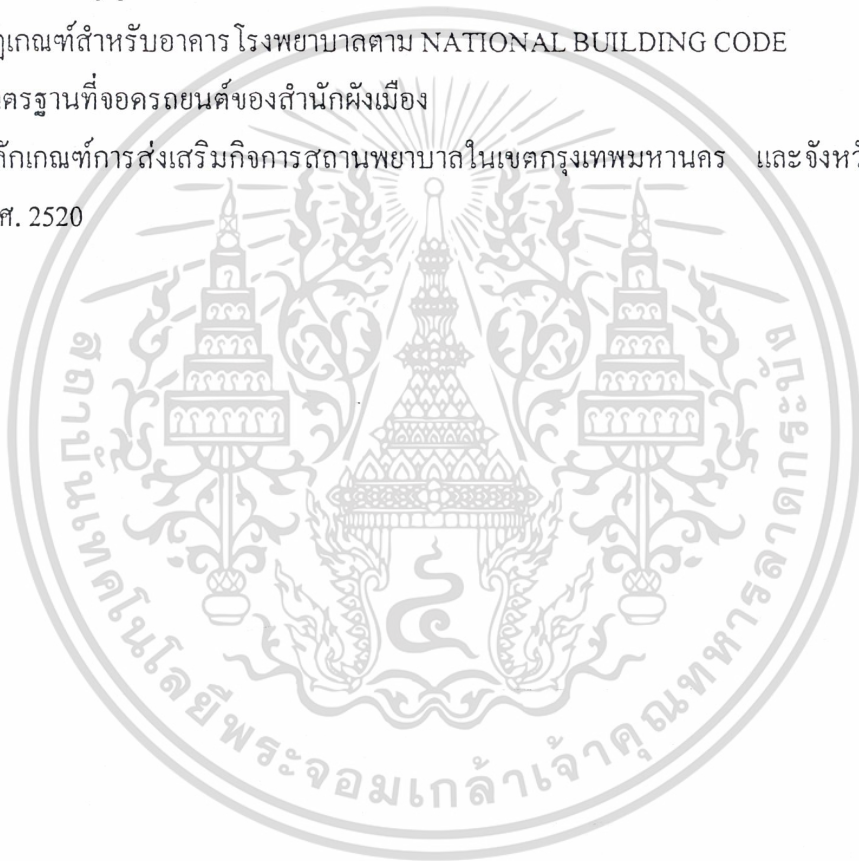 ฎเกณฑ์สำหรับอาคารโรงพยาบาลตาม NATIONAL BUILDING CODE
ตรฐานที่จอดรถยนต์ของสำนักผังเมือง
ลักเกณฑ์การส่งเสริมกิจการสถานพยาบาลในเขตกรุงเทพมหานคร และจังหวั
ศ. 2520
สถาบันเทคโนโลยีพระจอมเกล้าเจ้าคุณทหารลาดกระบัง